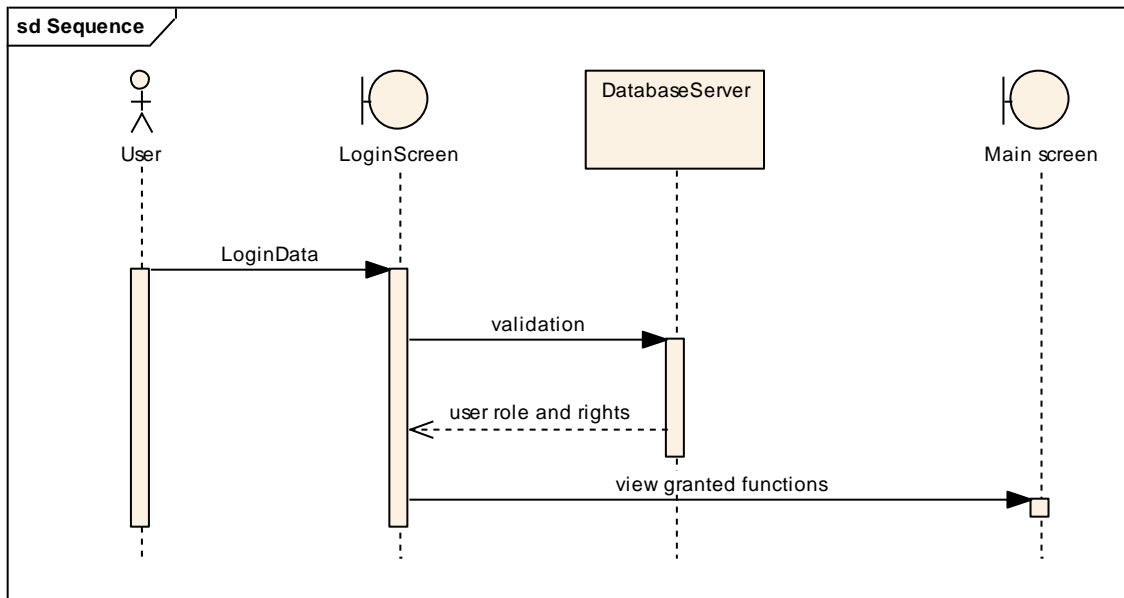 sd Sequence
User
LoginScreen
DatabaseServer
Main screen
LoginData
validation
user role and rights
view granted functions